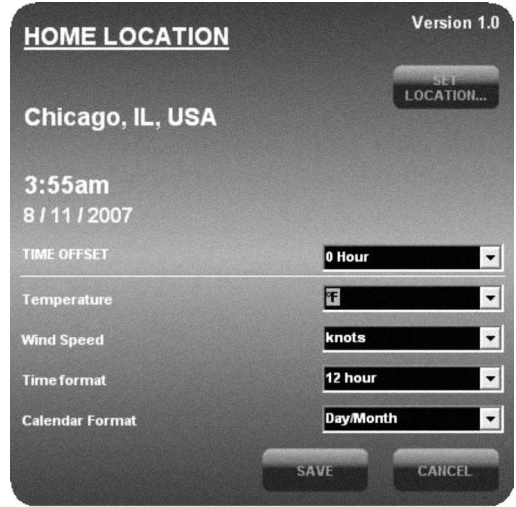 HOME LOCATION
Version 1.0
SET
LOCATION...
Chicago, IL, USA
3:55am
8 / 11 / 2007
TIME OFFSET
0 Hour
Temperature
°F
Wind Speed
knots
Time format
12 hour
Calendar Format
Day/Month
SAVE
CANCEL